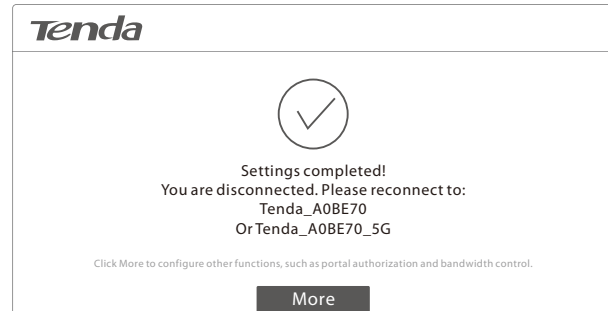 Tenda
Settings completed!
You are disconnected. Please reconnect to:
Tenda_A0BE70
Or Tenda_A0BE70_5G
Click More to configure other functions, such as portal authorization and bandwidth control.
More